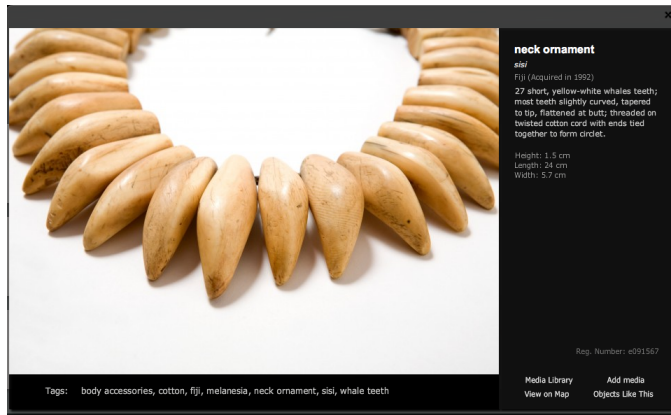 ×
neck ornament
sisi
Fiji (Acquired in 1992)
27 short, yellow-white whales teeth;
most teeth slightly curved, tapered
to tip, flattened at butt; threaded on
twisted cotton cord with ends tied
together to form circlet.
Height: 1.5 cm
Length: 24 cm
Width: 5.7 cm
Reg. Number: e091567
Tags: body accessories, cotton, fiji, melanesia, neck ornament, sisi, whale teeth
Media Library Add media
View on Map Objects Like This